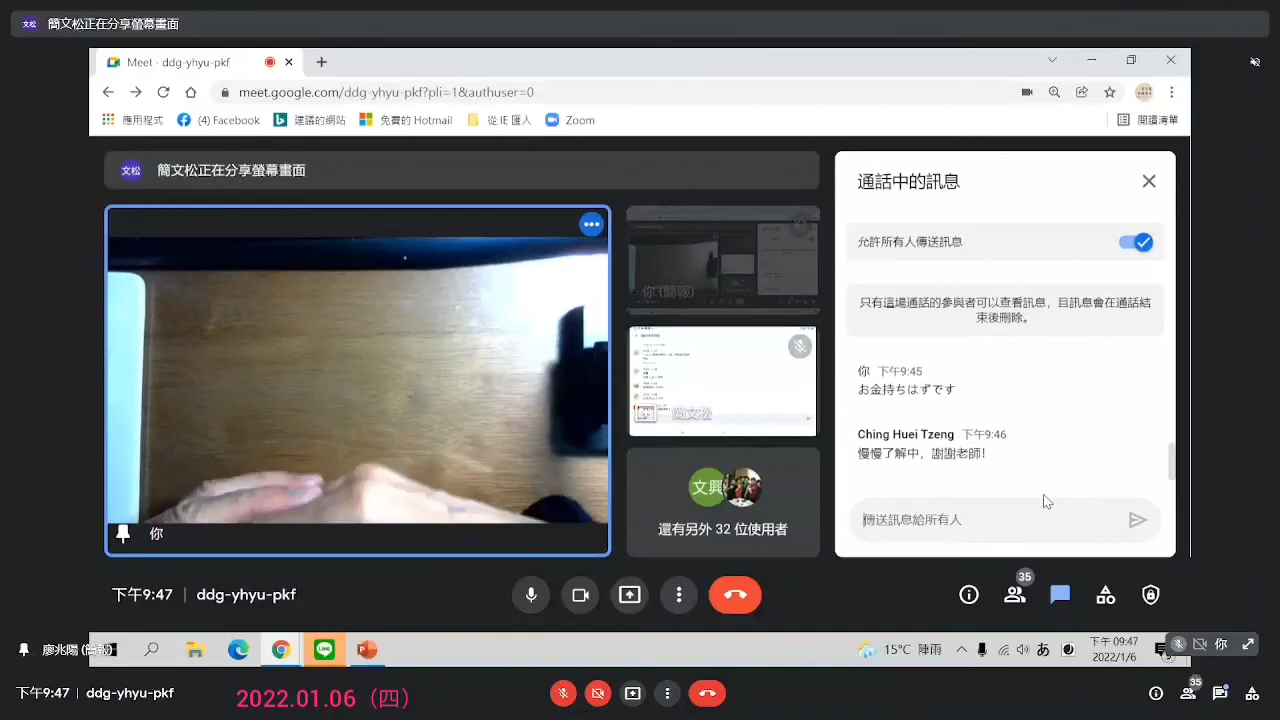 文松 簡文松正在分享螢幕畫面
Meet - ddg-yhyu-pkf
meet.google.com/ddg-yhyu-pkf?pli=1&authuser=0
應用程式 (4) Facebook 建議的網站 免費的 Hotmail 從 IE 匯入 Zoom 閱讀清單
文松 簡文松正在分享螢幕畫面
通話中的訊息
允許所有人傳送訊息
只有這場通話的參與者可以查看訊息，且訊息會在通話結
束後刪除。
你 (簡報)
你 下午9:45
お金持ちはずです
簡文松
Ching Huei Tzeng 下午9:46
慢慢了解中，謝謝老師！
文興
還有另外 32 位使用者
傳送訊息給所有人
你
下午9:47 | ddg-yhyu-pkf
35
廖兆陽 (簡報)
15°C 陣雨 あ 下午 09:47
2022/1/6
你
下午9:47 | ddg-yhyu-pkf
2022.01.06（四）
35